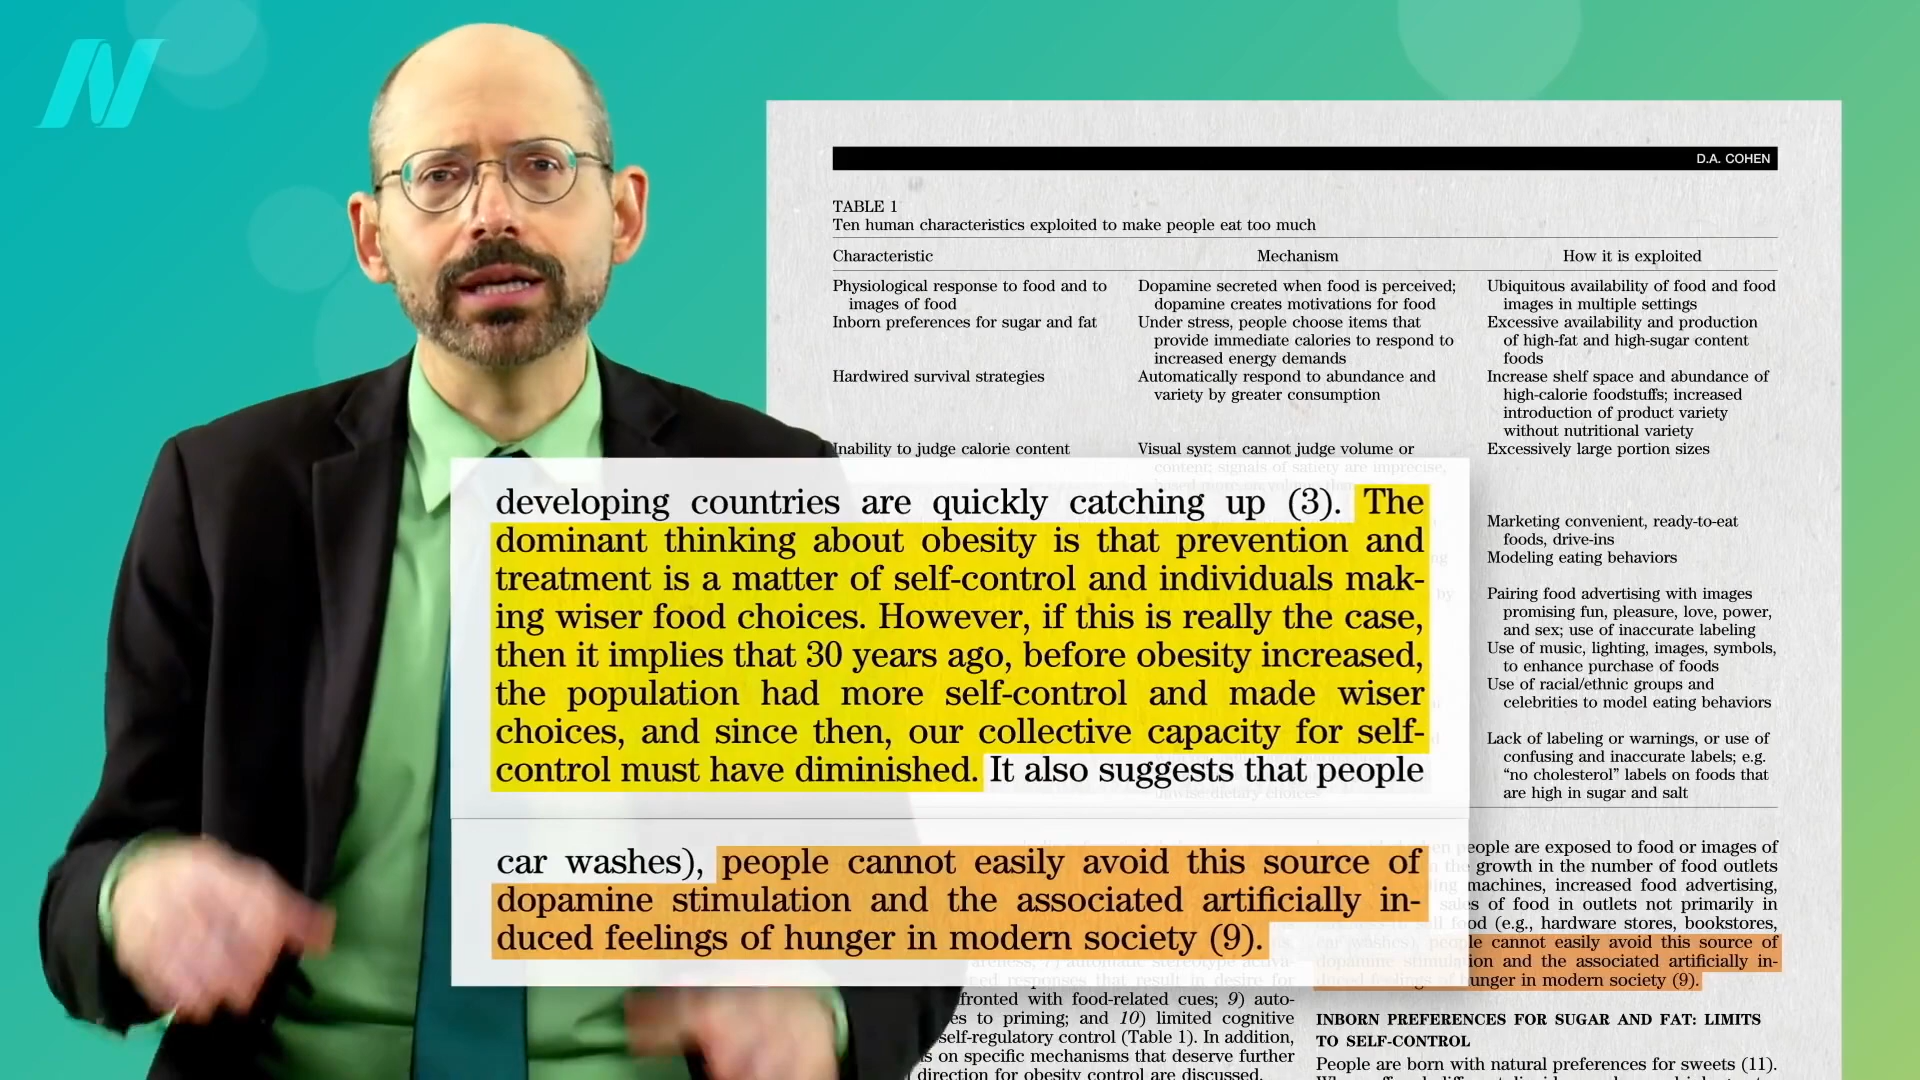 D.A. COHEN
TABLE 1
Ten human characteristics exploited to make people eat too much
Characteristic Mechanism How it is exploited
Physiological response to food and to
images of food
Dopamine secreted when food is perceived;
dopamine creates motivations for food
Ubiquitous availability of food and food
images in multiple settings
Inborn preferences for sugar and fat
Under stress, people choose items that
provide immediate calories to respond to
increased energy demands
Excessive availability and production
of high-fat and high-sugar content
foods
Hardwired survival strategies
Automatically respond to abundance and
variety by greater consumption
Increase shelf space and abundance of
high-calorie foodstuffs; increased
introduction of product variety
without nutritional variety
Inability to judge calorie content
Visual system cannot judge volume or
content; signals of satiety are imprecise,
Excessively large portion sizes
Marketing convenient, ready-to-eat
foods, drive-ins
Modeling eating behaviors
Pairing food advertising with images
promising fun, pleasure, love, power,
and sex; use of inaccurate labeling
Use of music, lighting, images, symbols,
to enhance purchase of foods
Use of racial/ethnic groups and
celebrities to model eating behaviors
Lack of labeling or warnings, or use of
confusing and inaccurate labels; e.g.
“no cholesterol” labels on foods that
are high in sugar and salt
developing countries are quickly catching up (3). The
dominant thinking about obesity is that prevention and
treatment is a matter of self-control and individuals mak-
ing wiser food choices. However, if this is really the case,
then it implies that 30 years ago, before obesity increased,
the population had more self-control and made wiser
choices, and since then, our collective capacity for self-
control must have diminished. It also suggests that people
car washes), people cannot easily avoid this source of
dopamine stimulation and the associated artificially in-
duced feelings of hunger in modern society (9).
fronted with food-related cues; 9) auto-
es to priming; and 10) limited cognitive
self-regulatory control (Table 1). In addition,
s on specific mechanisms that deserve further
direction for obesity control are discussed.
people are exposed to food or images of
the growth in the number of food outlets
machines, increased food advertising,
sales of food in outlets not primarily in
food (e.g., hardware stores, bookstores,
people cannot easily avoid this source of
dopamine stimulation and the associated artificially in-
duced feelings of hunger in modern society (9).
INBORN PREFERENCES FOR SUGAR AND FAT: LIMITS
TO SELF-CONTROL
People are born with natural preferences for sweets (11).